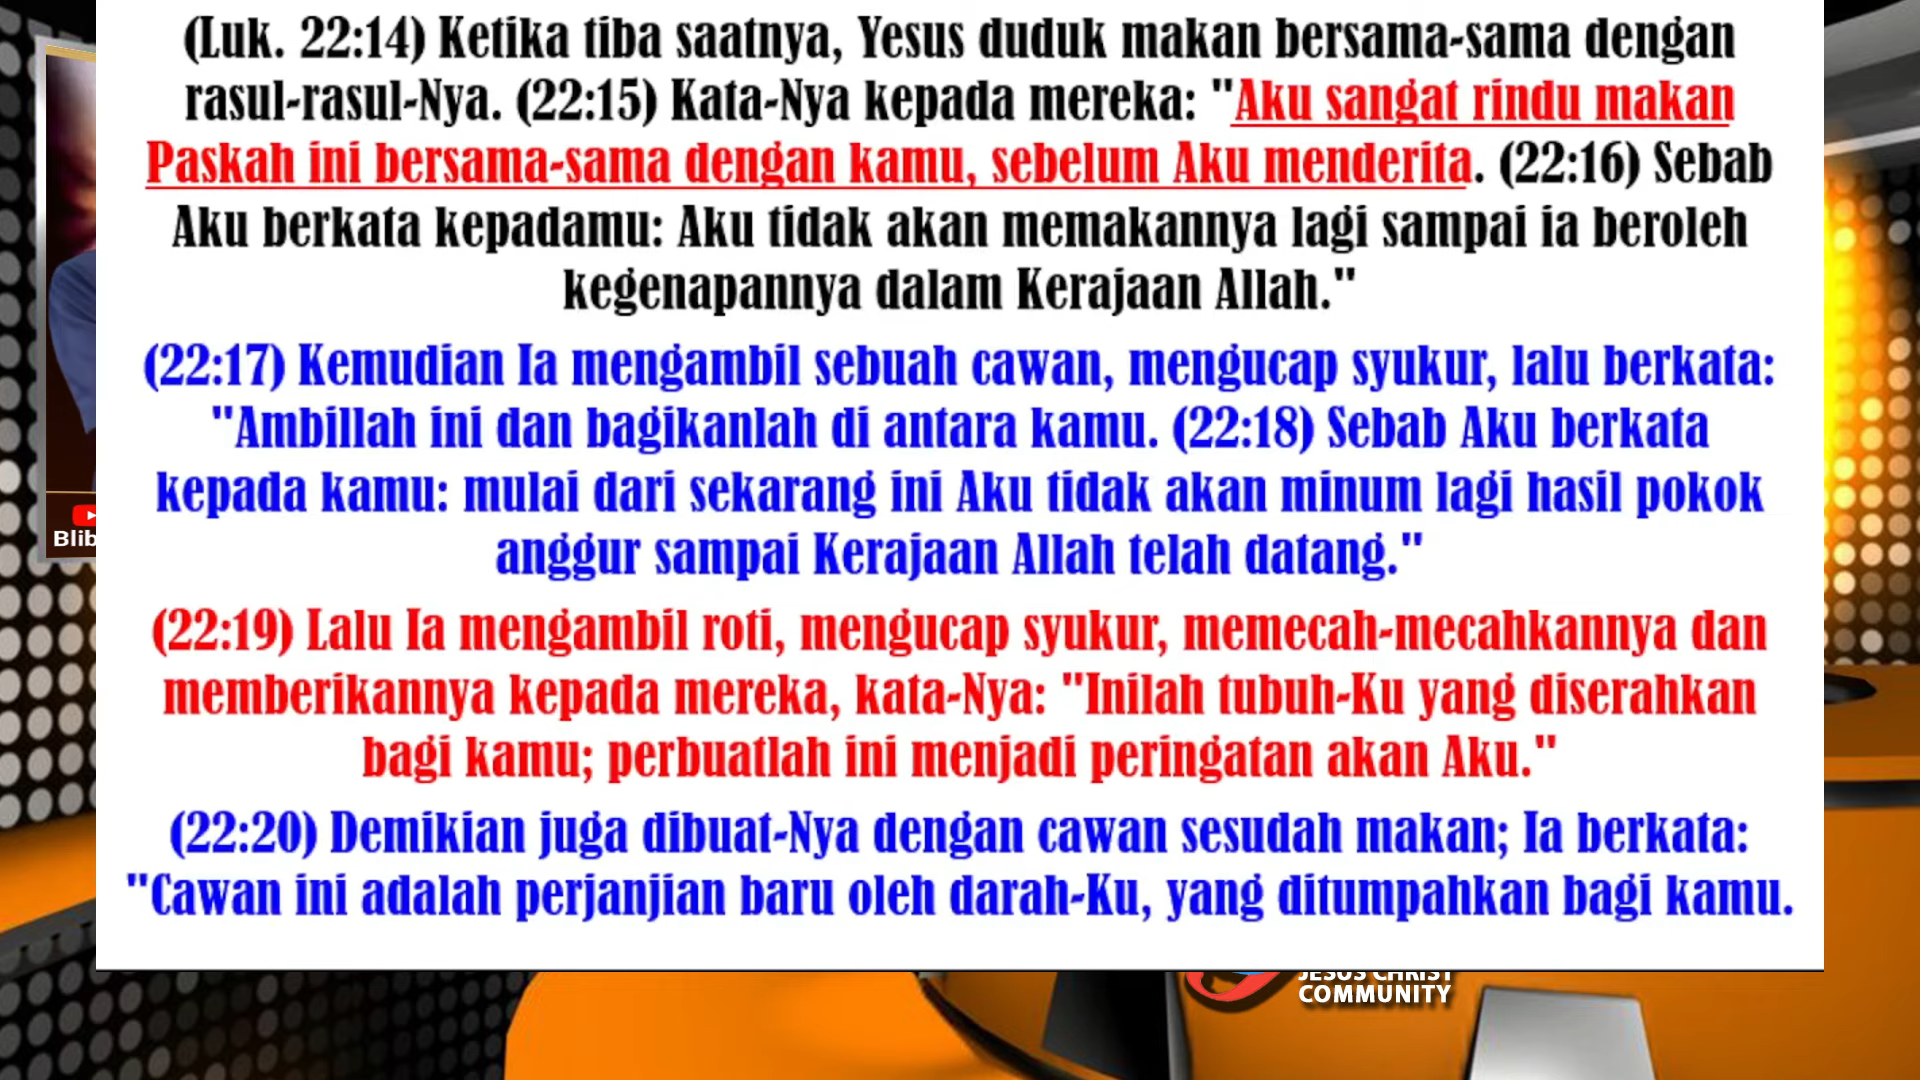 (Luk. 22:14) Ketika tiba saatnya, Yesus duduk makan bersama-sama dengan
rasul-rasul-Nya. (22:15) Kata-Nya kepada mereka: "Aku sangat rindu makan
Paskah ini bersama-sama dengan kamu, sebelum Aku menderita. (22:16) Sebab
Aku berkata kepadamu: Aku tidak akan memakannya lagi sampai ia beroleh
kegenapannya dalam Kerajaan Allah."
(22:17) Kemudian Ia mengambil sebuah cawan, mengucap syukur, lalu berkata:
"Ambillah ini dan bagikanlah di antara kamu. (22:18) Sebab Aku berkata
kepada kamu: mulai dari sekarang ini Aku tidak akan minum lagi hasil pokok
anggur sampai Kerajaan Allah telah datang."
(22:19) Lalu Ia mengambil roti, mengucap syukur, memecah-mecahkannya dan
memberikannya kepada mereka, kata-Nya: "Inilah tubuh-Ku yang diserahkan
bagi kamu; perbuatlah ini menjadi peringatan akan Aku."
(22:20) Demikian juga dibuat-Nya dengan cawan sesudah makan; Ia berkata:
"Cawan ini adalah perjanjian baru oleh darah-Ku, yang ditumpahkan bagi kamu.
Blib
JESUS CHRIST
COMMUNITY